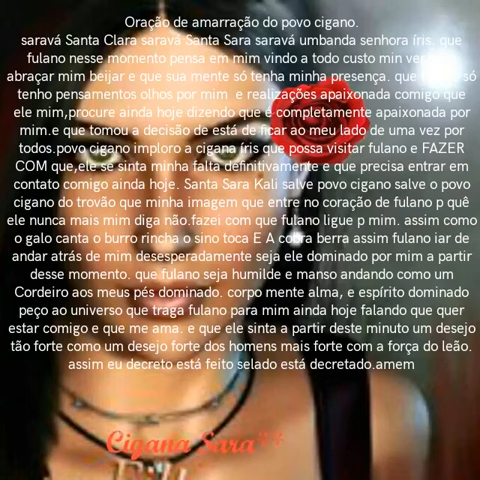 Oração de amarração do povo cigano.
saravá Santa Clara saravá Santa Sara saravá umbanda senhora íris. que
fulano nesse momento pensa em mim vindo a todo custo min ver
abraçar mim beijar e que sua mente só tenha minha presença. que só
tenho pensamentos olhos por mim e realizações apaixonada comigo que
ele mim,procure ainda hoje dizendo que é completamente apaixonada por
mim.e que tomou a decisão de está de ficar ao meu lado de uma vez por
todos.povo cigano imploro a cigana íris que possa visitar fulano e FAZER
COM que,ele se sinta minha falta definitivamente e que precisa entrar em
contato comigo ainda hoje. Santa Sara Kali salve povo cigano salve o povo
cigano do trovão que minha imagem que entre no coração de fulano p quê
ele nunca mais mim diga não.fazei com que fulano ligue p mim. assim como
o galo canta o burro rincha o sino toca E A cobra berra assim fulano iar de
andar atrás de mim desesperadamente seja ele dominado por mim a partir
desse momento. que fulano seja humilde e manso andando como um
Cordeiro aos meus pés dominado. corpo mente alma, e espírito dominado
peço ao universo que traga fulano para mim ainda hoje falando que quer
estar comigo e que me ama. e que ele sinta a partir deste minuto um desejo
tão forte como um desejo forte dos homens mais forte com a força do leão.
assim eu decreto está feito selado está decretado.amem
Cigana Sara